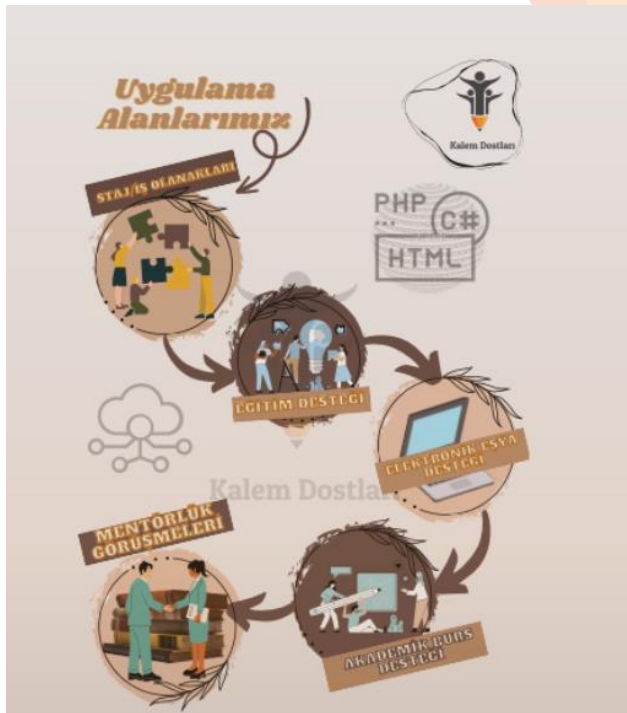 Uygulama
Alanlarımız
Kalem Dostları
STAJ/İŞ OLANAKLARI
PHP
...
C#
HTML
EĞİTİM DESTEĞİ
ELEKTRONİK EŞYA
DESTEĞİ
Kalem Dostları
MENTÖRLÜK
GÖRÜŞMELERİ
AKADEMİK BURS
DESTEĞİ